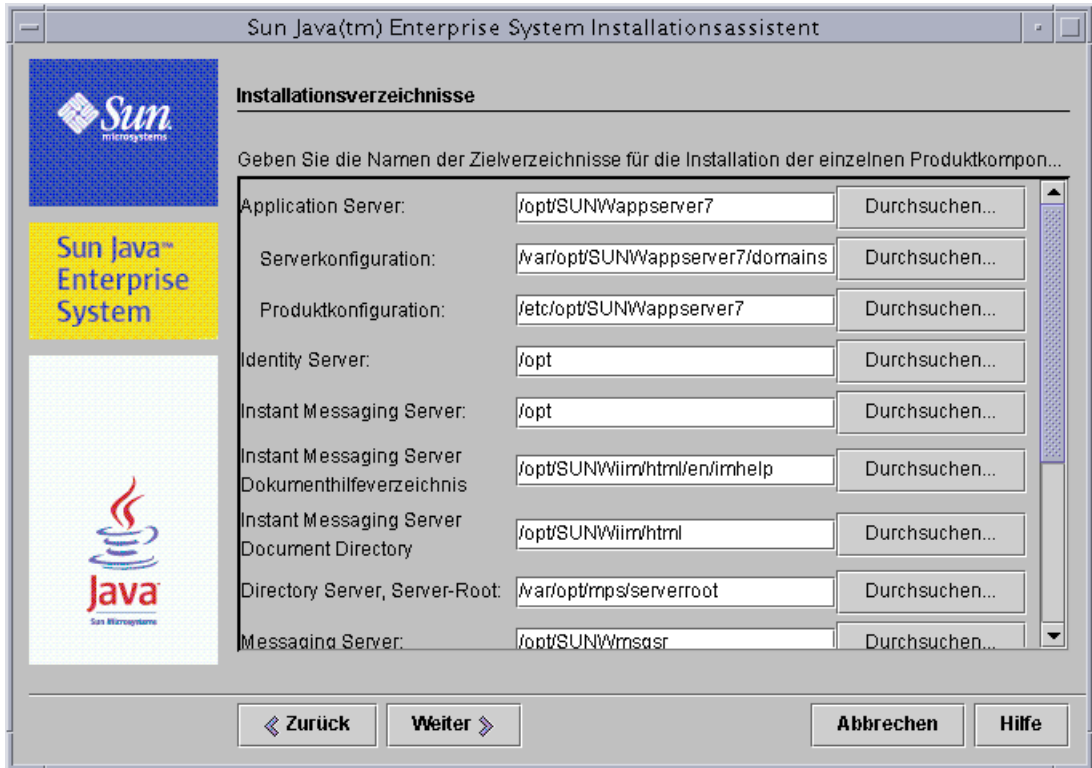 Sun Java(tm) Enterprise System Installationsassistent
Sun
microsystems
Sun Java™
Enterprise
System
Java
Sun Microsystems
Installationsverzeichnisse
Geben Sie die Namen der Zielverzeichnisse für die Installation der einzelnen Produktkompon...
Application Server: /opt/SUNWappserver7 Durchsuchen...
Serverkonfiguration: /var/opt/SUNWappserver7/domains Durchsuchen...
Produktkonfiguration: /etc/opt/SUNWappserver7 Durchsuchen...
Identity Server: /opt Durchsuchen...
Instant Messaging Server: /opt Durchsuchen...
Instant Messaging Server
Dokumenthilfeverzeichnis /opt/SUNWiim/html/en/imhelp Durchsuchen...
Instant Messaging Server
Document Directory /opt/SUNWiim/html Durchsuchen...
Directory Server, Server-Root: /var/opt/mps/serverroot Durchsuchen...
Messaging Server: /opt/SUNWmsgsr Durchsuchen...
Zurück Weiter Abbrechen Hilfe